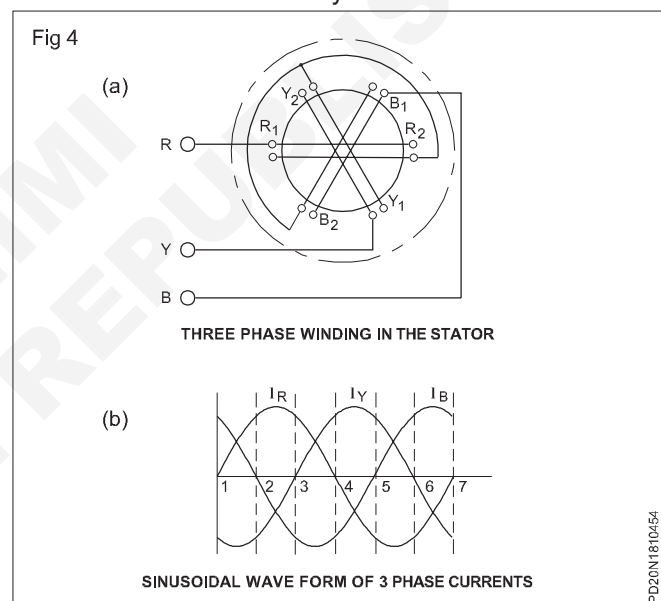 Fig 4
(a)
Y2
B1
R1
R2
R
B2
Y1
Y
B
THREE PHASE WINDING IN THE STATOR
(b)
IR IY IB
1 2 3 4 5 6 7
SINUSOIDAL WAVE FORM OF 3 PHASE CURRENTS
PD20N1810454